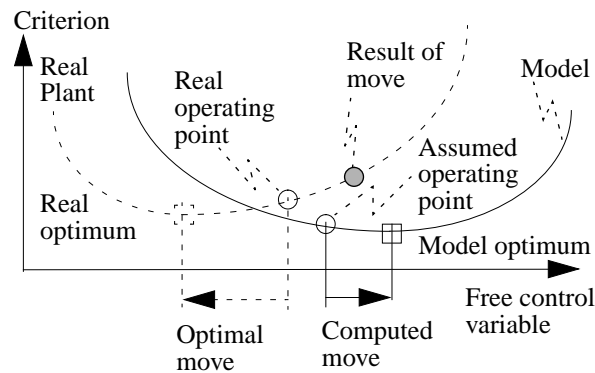 Criterion
Real
Plant
Real
operating
point
Result of
move
Model
Assumed
operating
point
Real
optimum
Model optimum
Free control
variable
Optimal
move
Computed
move